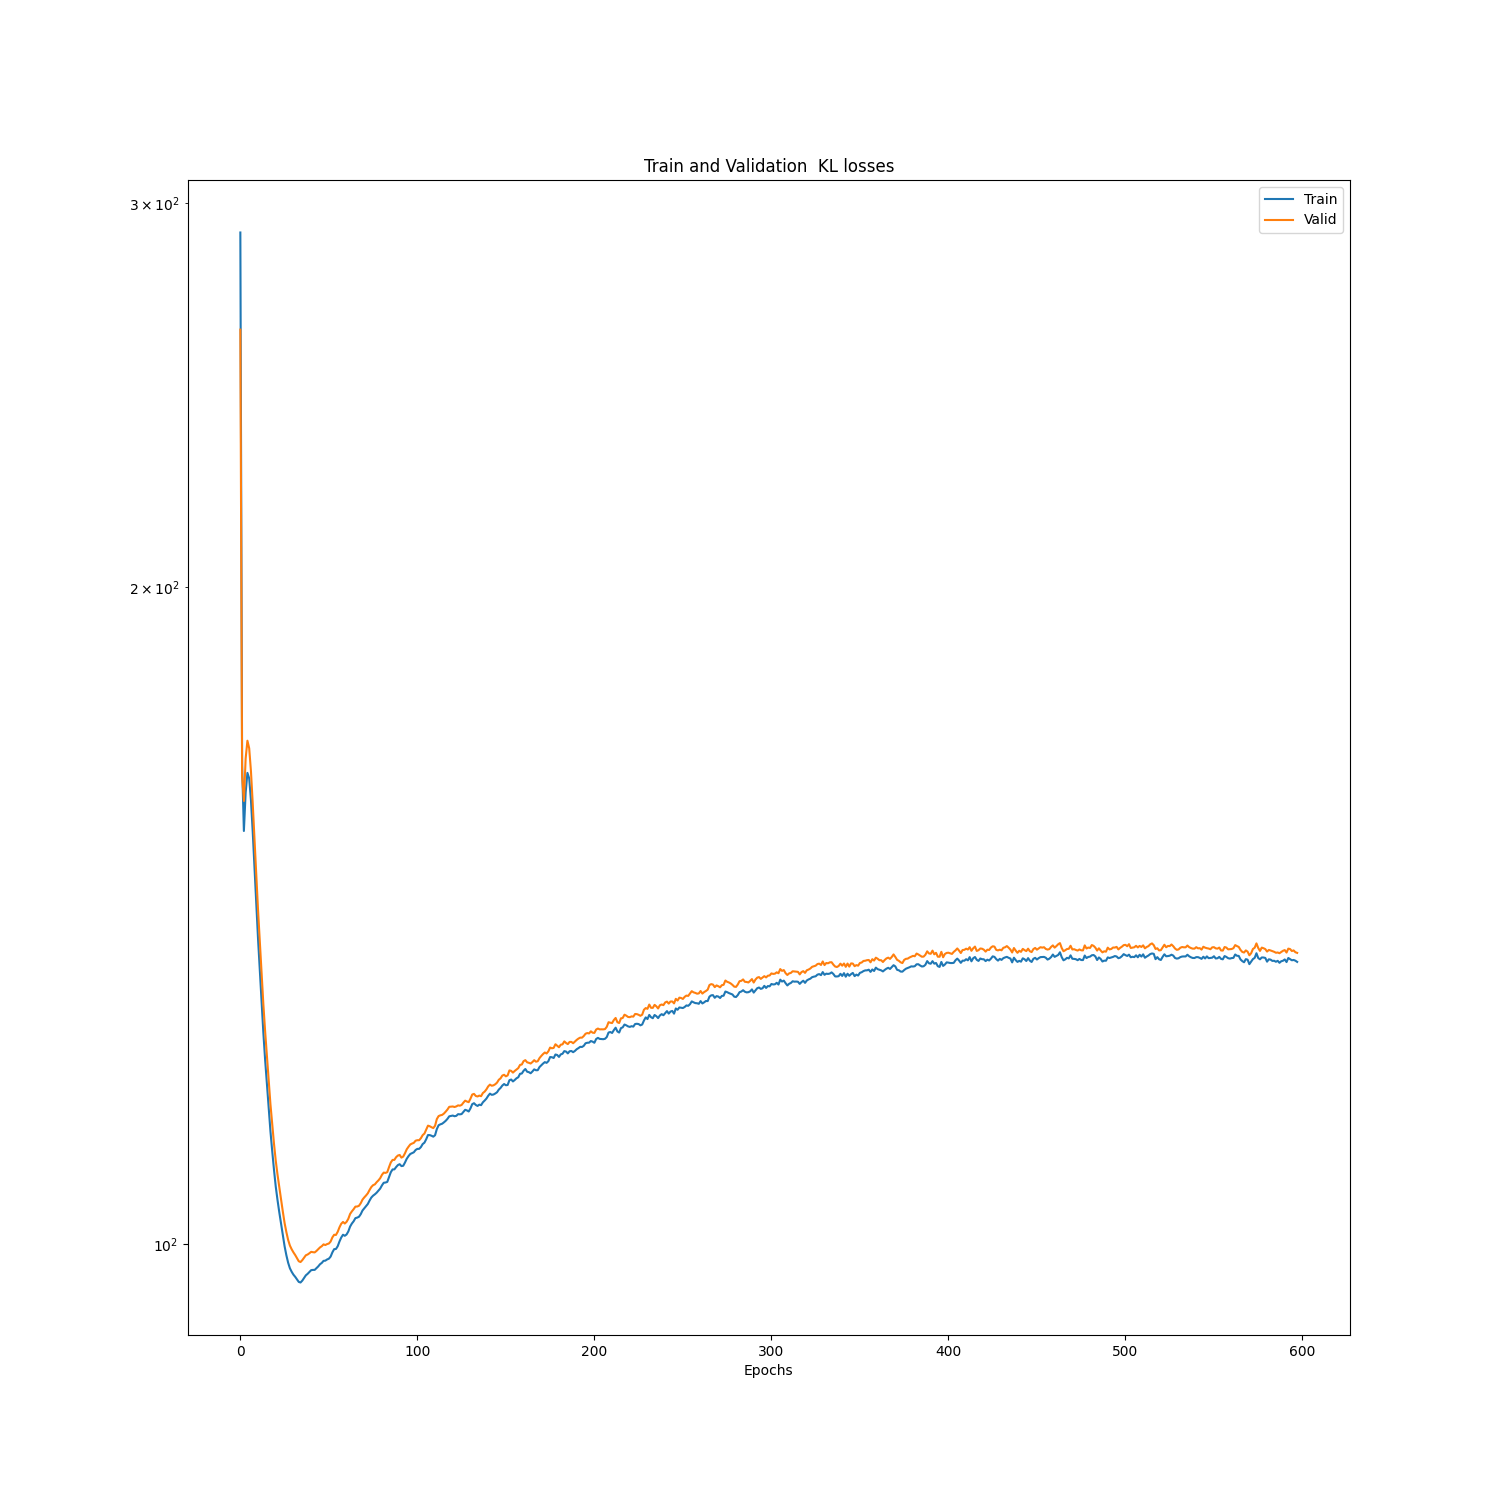 Train and Validation  KL losses
Train
Valid
3 × 10²
2 × 10²
10²
0 100 200 300 400 500 600
Epochs